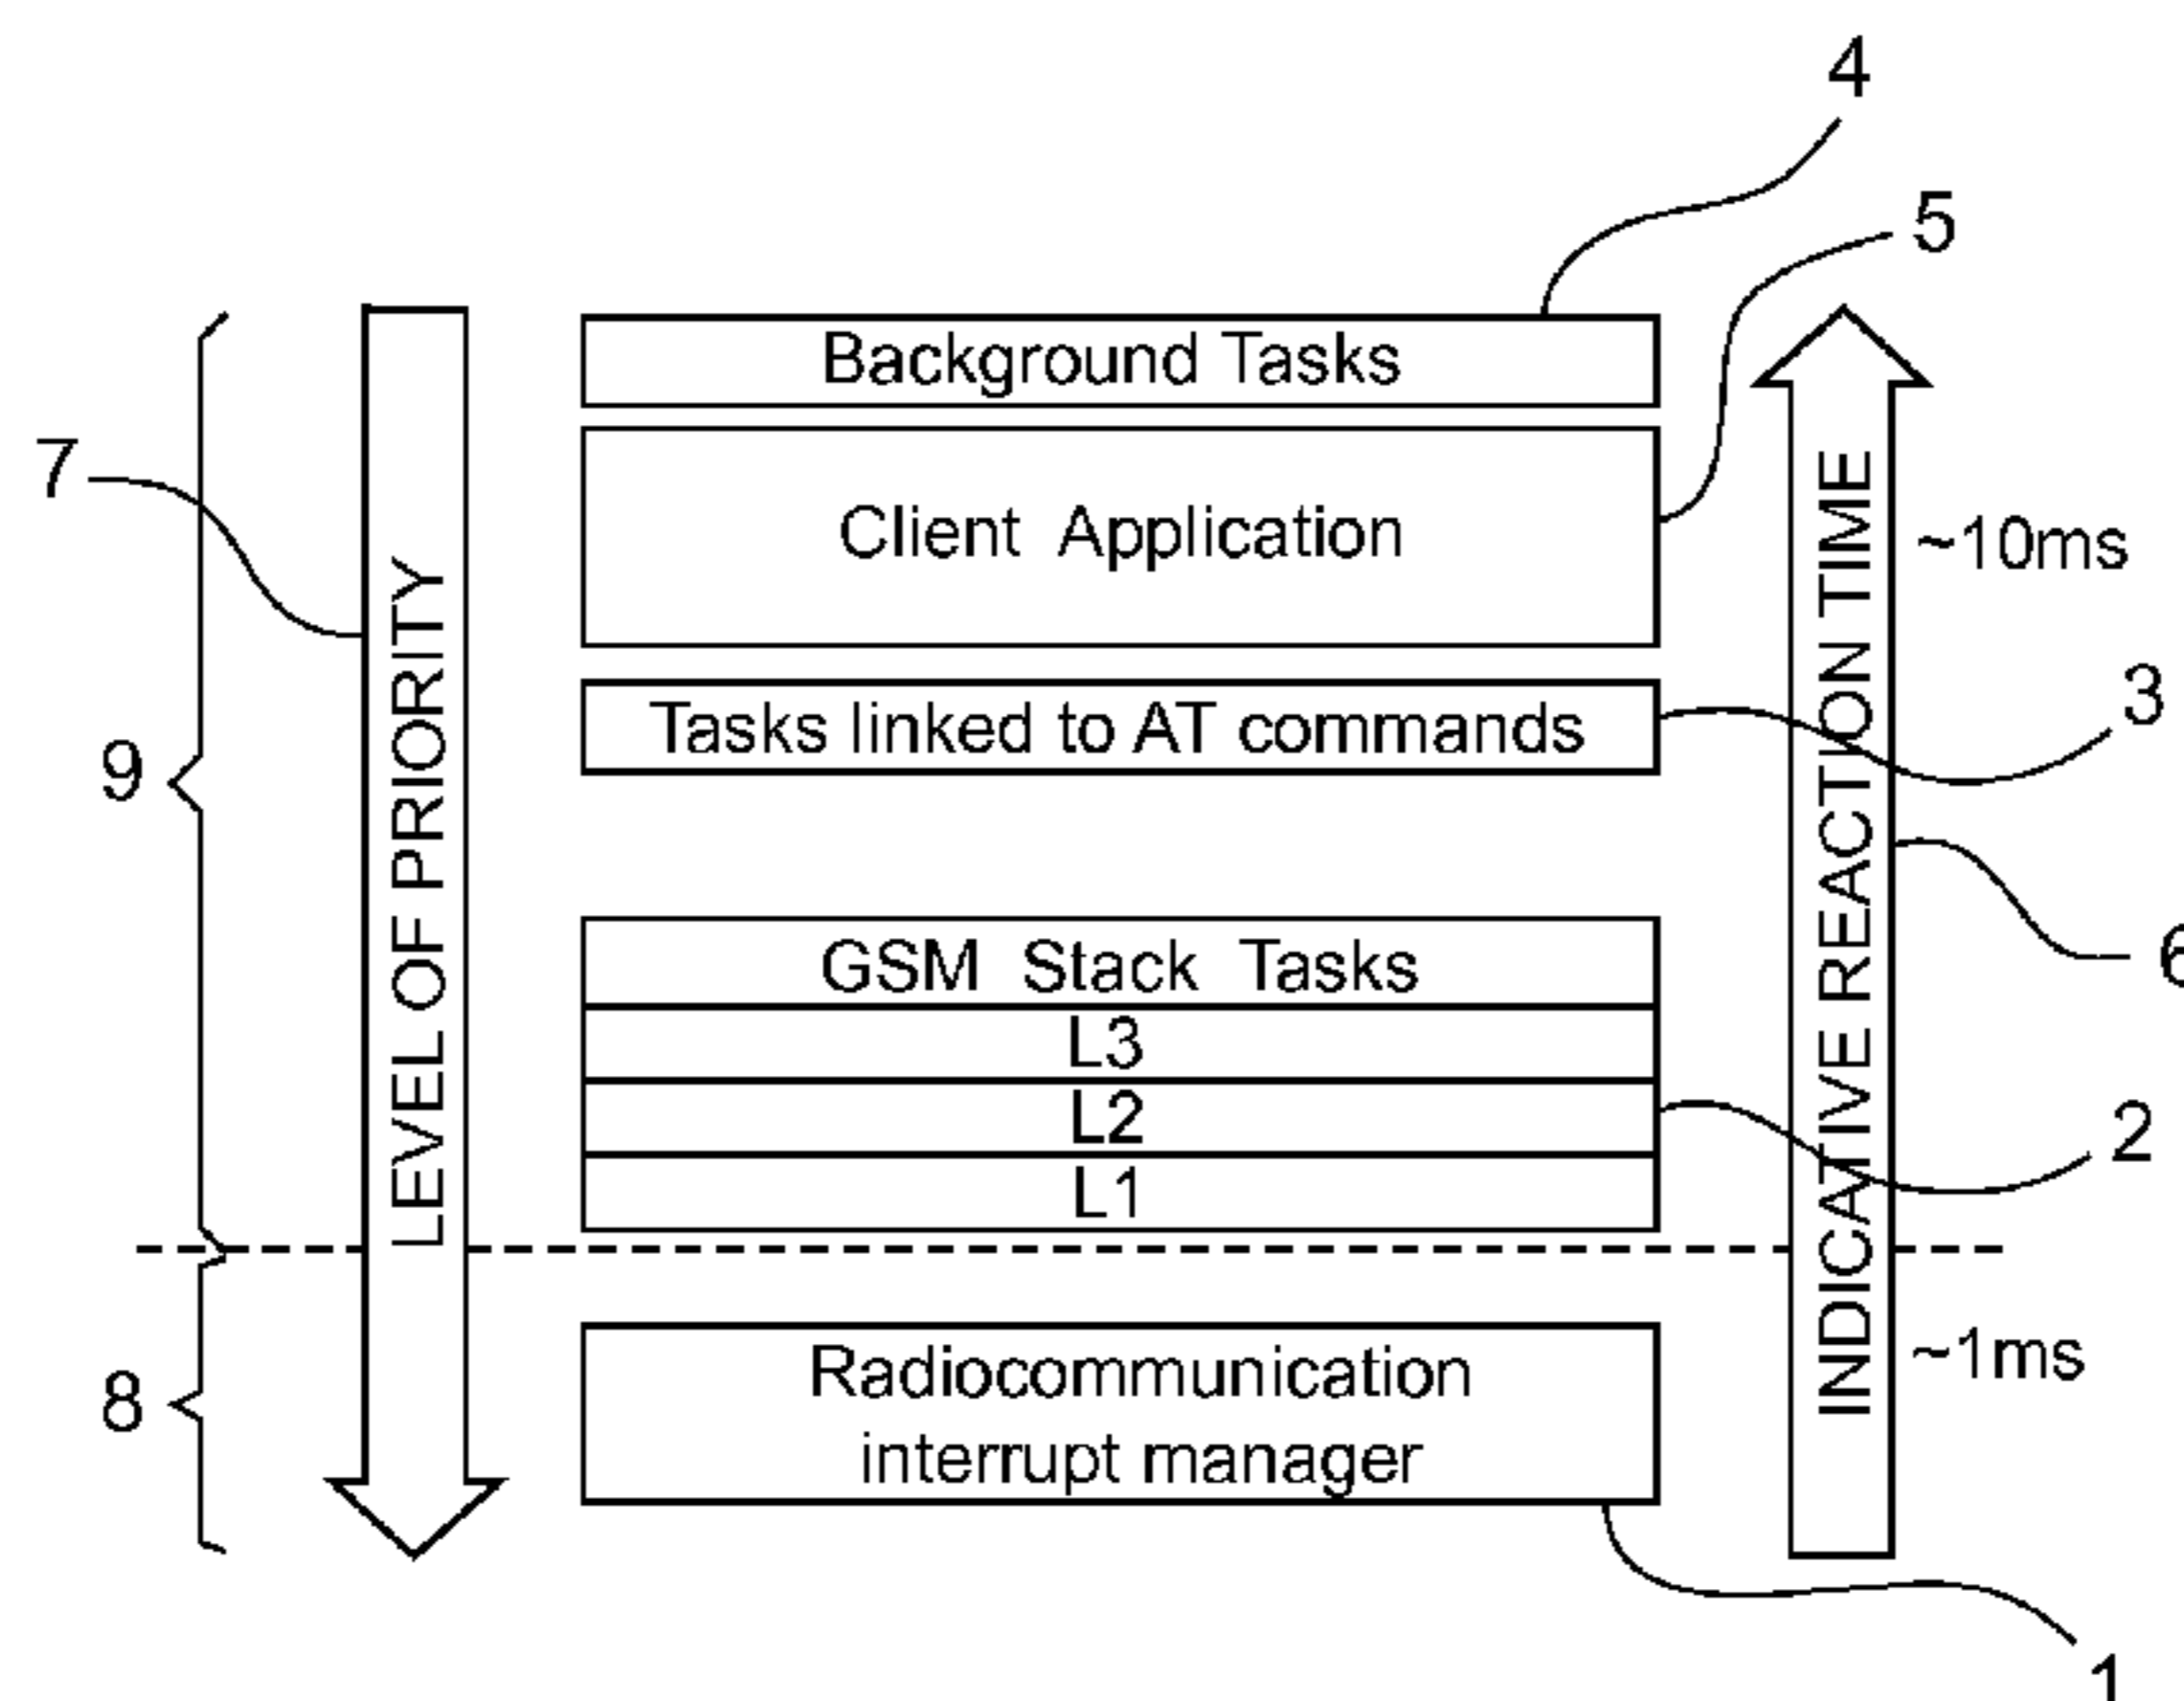 4
5
Background Tasks
7
Client Application
~10ms
3
Tasks linked to AT commands
9
LEVEL OF PRIORITY
INDICATIVE REACTION TIME
6
GSM Stack Tasks
L3
L2
2
L1
~1ms
8
Radiocommunication
interrupt manager
1